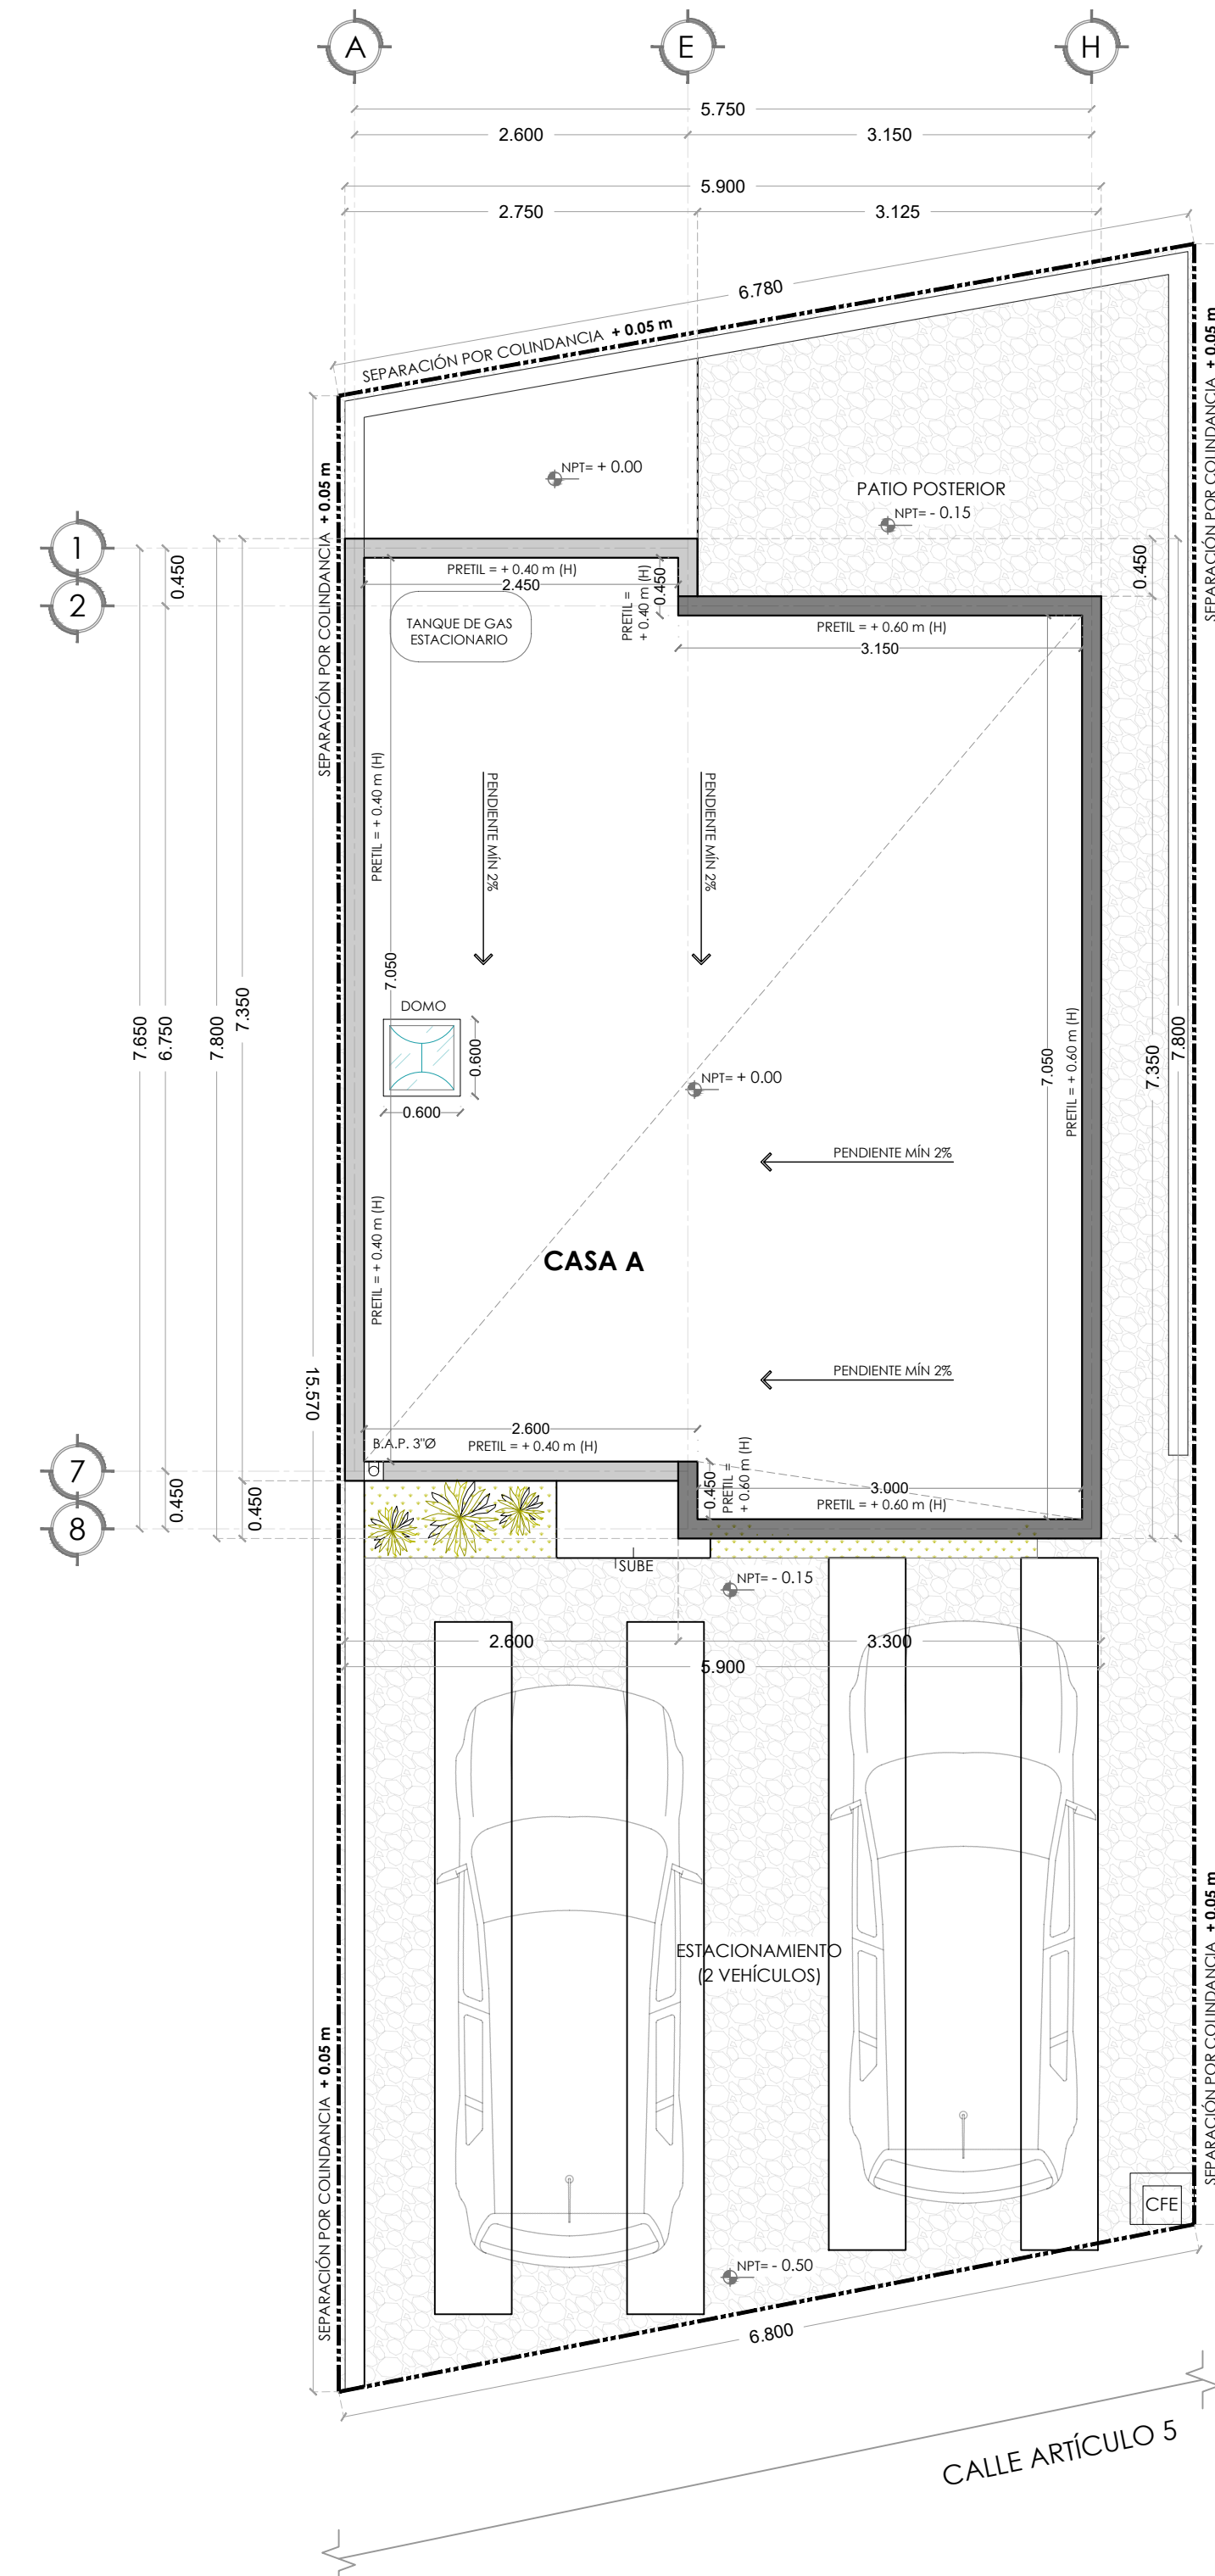 A
E
H
5.750
2.600
3.150
5.900
2.750
3.125
6.780
SEPARACIÓN POR COLINDANCIA + 0.05 m
SEPARACIÓN POR COLINDANCIA + 0.05 m
SEPARACIÓN POR COLINDANCIA + 0.05 m
NPT= + 0.00
PATIO POSTERIOR
NPT= - 0.15
1
2
0.450
0.450
PRETIL = + 0.40 m (H)
2.450
0.450
PRETIL =
+ 0.40 m (H)
TANQUE DE GAS
ESTACIONARIO
PRETIL = + 0.60 m (H)
3.150
PRETIL = + 0.40 m (H)
PENDIENTE MÍN 2%
PENDIENTE MÍN 2%
7.050
DOMO
0.600
0.600
7.650
6.750
7.800
7.350
NPT= + 0.00
7.050
PRETIL = + 0.60 m (H)
7.350
7.800
PENDIENTE MÍN 2%
PRETIL = + 0.40 m (H)
CASA A
PENDIENTE MÍN 2%
15.570
2.600
B.A.P. 3"Ø
PRETIL = + 0.40 m (H)
0.450
PRETIL =
+ 0.60 m (H)
3.000
PRETIL = + 0.60 m (H)
7
8
0.450
0.450
SUBE
NPT= - 0.15
2.600
3.300
5.900
ESTACIONAMIENTO
(2 VEHÍCULOS)
SEPARACIÓN POR COLINDANCIA + 0.05 m
SEPARACIÓN POR COLINDANCIA + 0.05 m
CFE
NPT= - 0.50
6.800
CALLE ARTÍCULO 5